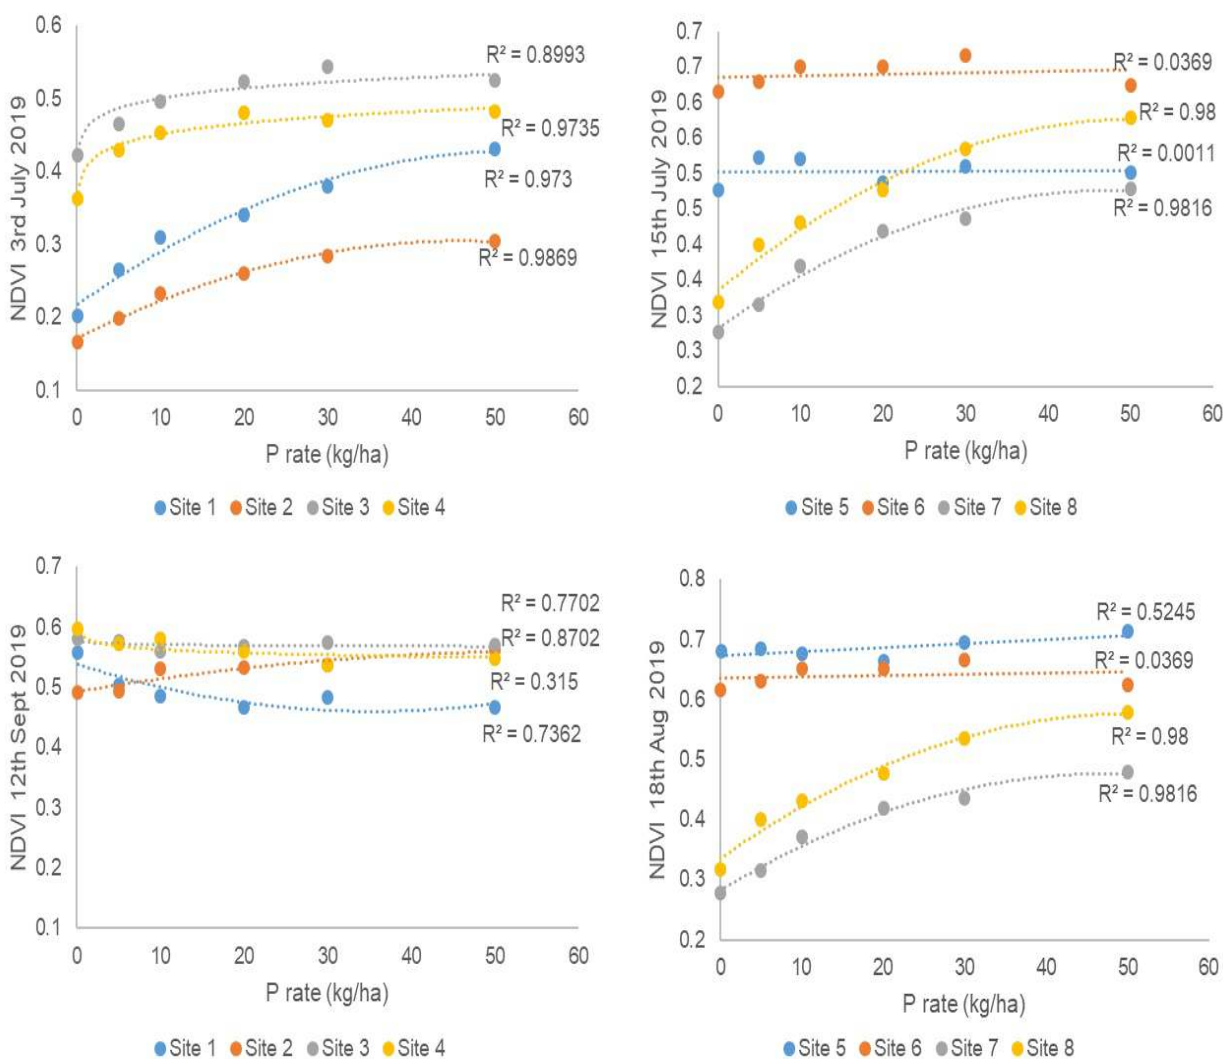 NDVI 3rd July 2019
0.6
0.5
0.4
0.3
0.2
0.1
R² = 0.8993
R² = 0.9735
R² = 0.973
R² = 0.9869
0 10 20 30 40 50 60
P rate (kg/ha)
Site 1 Site 2 Site 3 Site 4
NDVI 15th July 2019
0.7
0.7
0.6
0.6
0.5
0.5
0.4
0.4
0.3
0.3
0.2
R² = 0.0369
R² = 0.98
R² = 0.0011
R² = 0.9816
0 10 20 30 40 50 60
P rate (kg/ha)
Site 5 Site 6 Site 7 Site 8
NDVI 12th Sept 2019
0.7
0.6
0.5
0.4
0.3
0.2
0.1
R² = 0.7702
R² = 0.8702
R² = 0.315
R² = 0.7362
0 10 20 30 40 50 60
P rate (kg/ha)
Site 1 Site 2 Site 3 Site 4
NDVI 18th Aug 2019
0.8
0.7
0.6
0.5
0.4
0.3
0.2
R² = 0.5245
R² = 0.0369
R² = 0.98
R² = 0.9816
0 10 20 30 40 50 60
P rate (kg/ha)
Site 5 Site 6 Site 7 Site 8